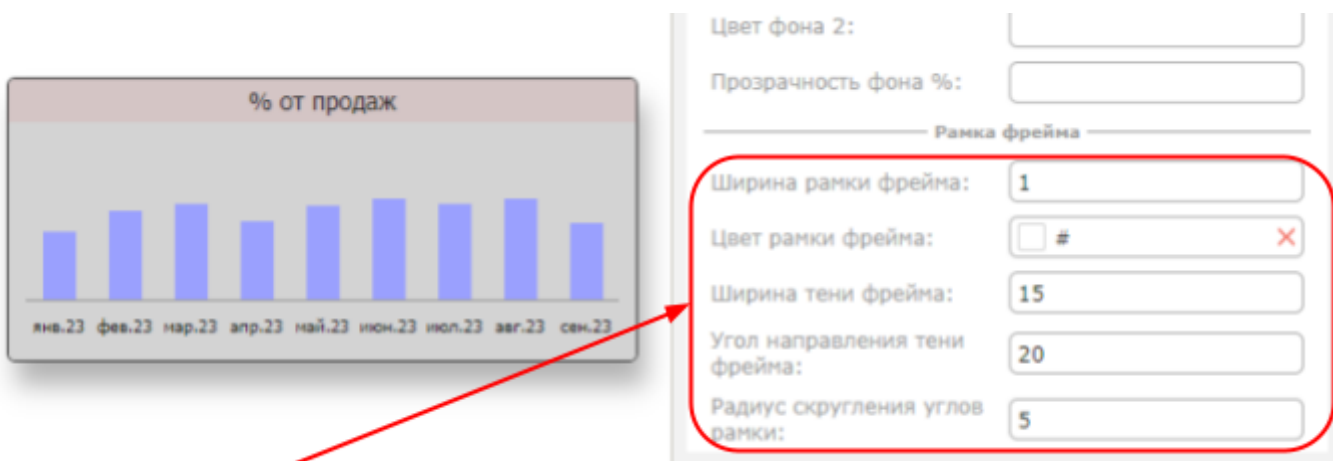 % от продаж
янв.23 фев.23 мар.23 апр.23 май.23 июн.23 июл.23 авг.23 сен.23
Цвет фона 2:
Прозрачность фона %:
Рамка фрейма
Ширина рамки фрейма: 1
Цвет рамки фрейма: #
Ширина тени фрейма: 15
Угол направления тени
фрейма: 20
Радиус скругления углов
рамки: 5